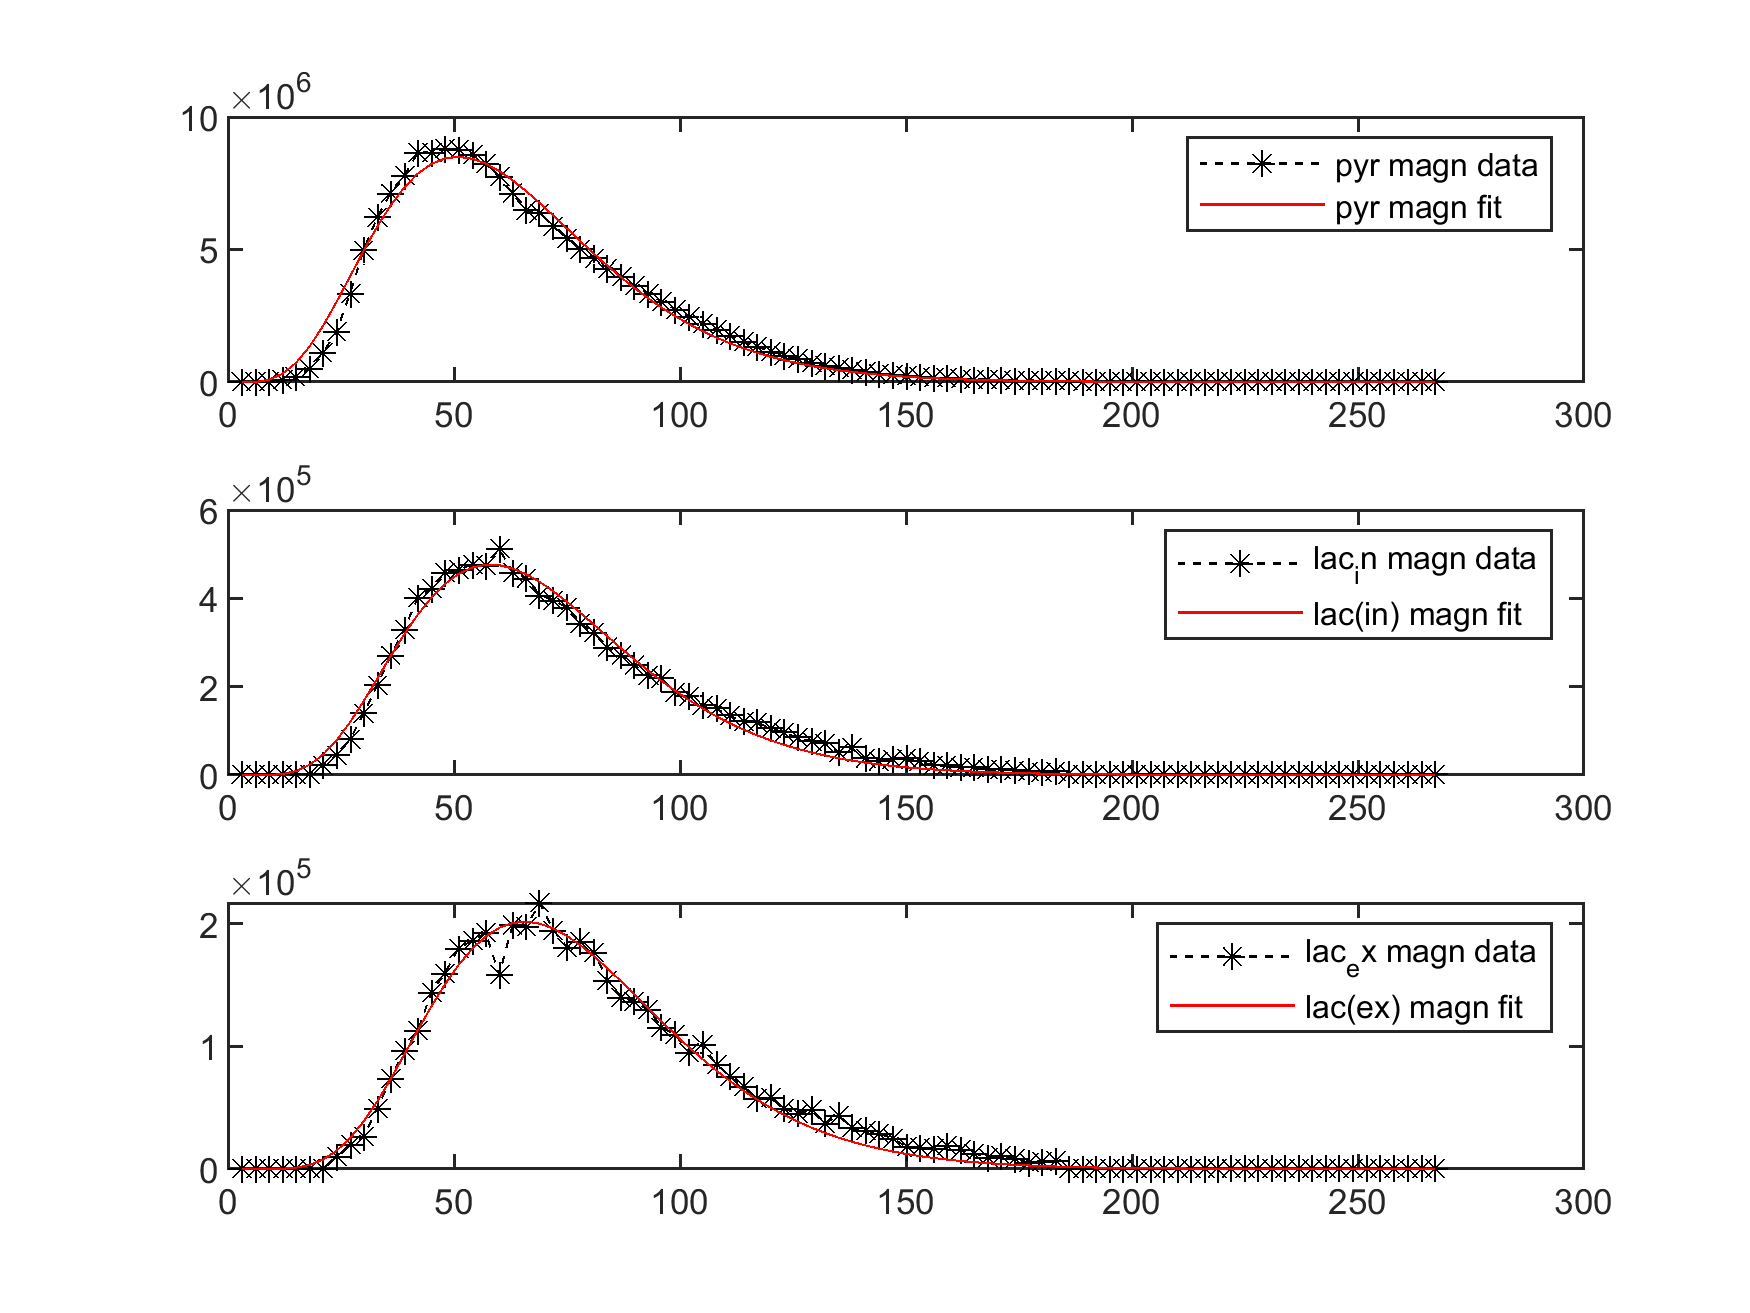 ×10^6
10
5
0
0 50 100 150 200 250 300
pyr magn data
pyr magn fit
×10^5
6
4
2
0
0 50 100 150 200 250 300
lac_in magn data
lac(in) magn fit
×10^5
2
1
0
0 50 100 150 200 250 300
lac_ex magn data
lac(ex) magn fit